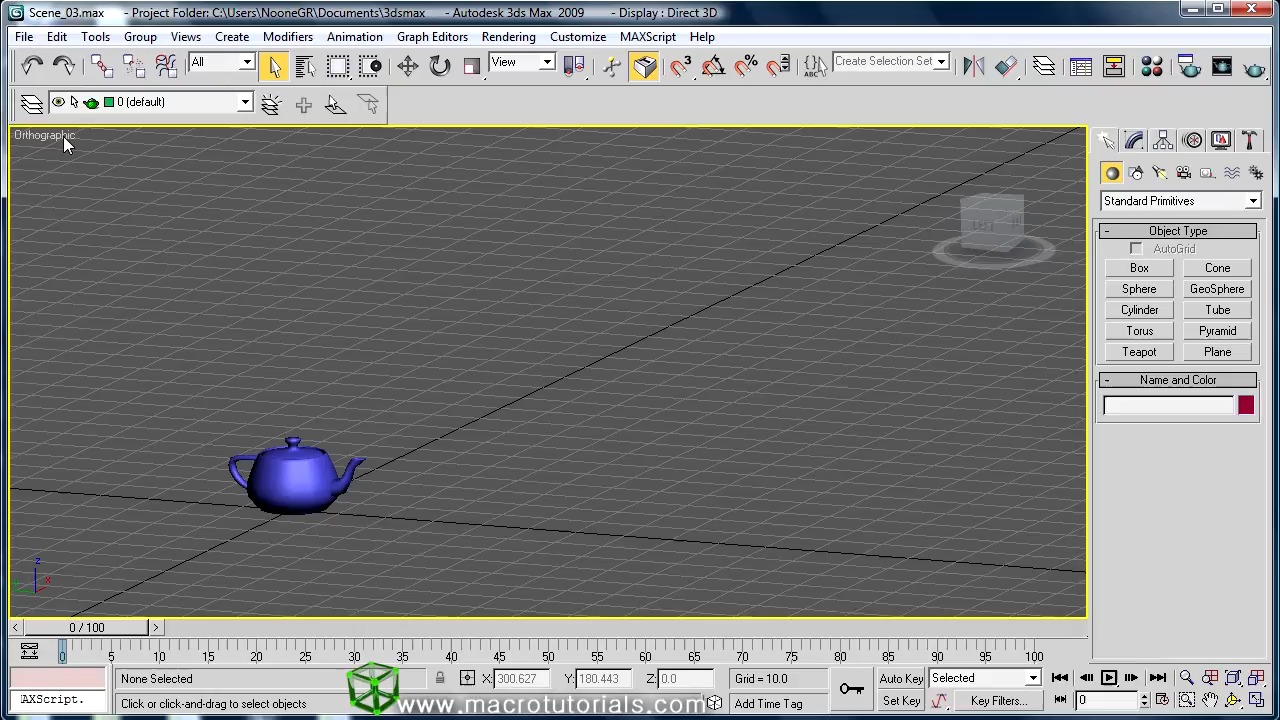 Scene_03.max - Project Folder: C:\Users\NooneGR\Documents\3dsmax - Autodesk 3ds Max 2009 - Display : Direct 3D
File Edit Tools Group Views Create Modifiers Animation Graph Editors Rendering Customize MAXScript Help
All View 3 % ABC Create Selection Set
0 (default)
Orthographic
Standard Primitives
- Object Type
AutoGrid
Box Cone
Sphere GeoSphere
Cylinder Tube
Torus Pyramid
Teapot Plane
- Name and Color
z
x
< 0 / 100 >
0 5 10 15 20 25 30 35 40 45 50 55 60 65 70 75 80 85 90 95 100
None Selected X: 300.627 Y: 180.443 Z: 0.0 Grid = 10.0 Auto Key Selected
AXScript. Click or click-and-drag to select objects Add Time Tag Set Key Key Filters... 0
www.macrotutorials.com